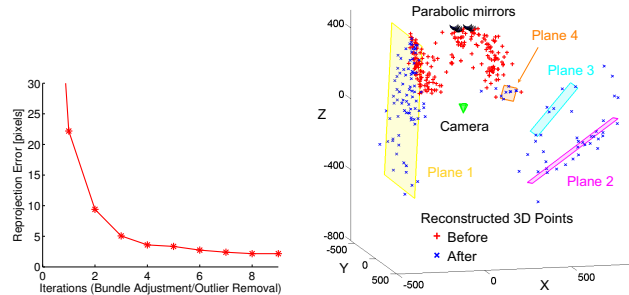 30
25
20
15
10
5
0
0 2 4 6 8
Reprojection Error [pixels]
Iterations (Bundle Adjustment/Outlier Removal)
Parabolic mirrors
400
Plane 4
Plane 3
0
Z
Camera
-400
Plane 1
Plane 2
Reconstructed 3D Points
Before
After
-800
500
Y
0
-500
-500
0
X
500